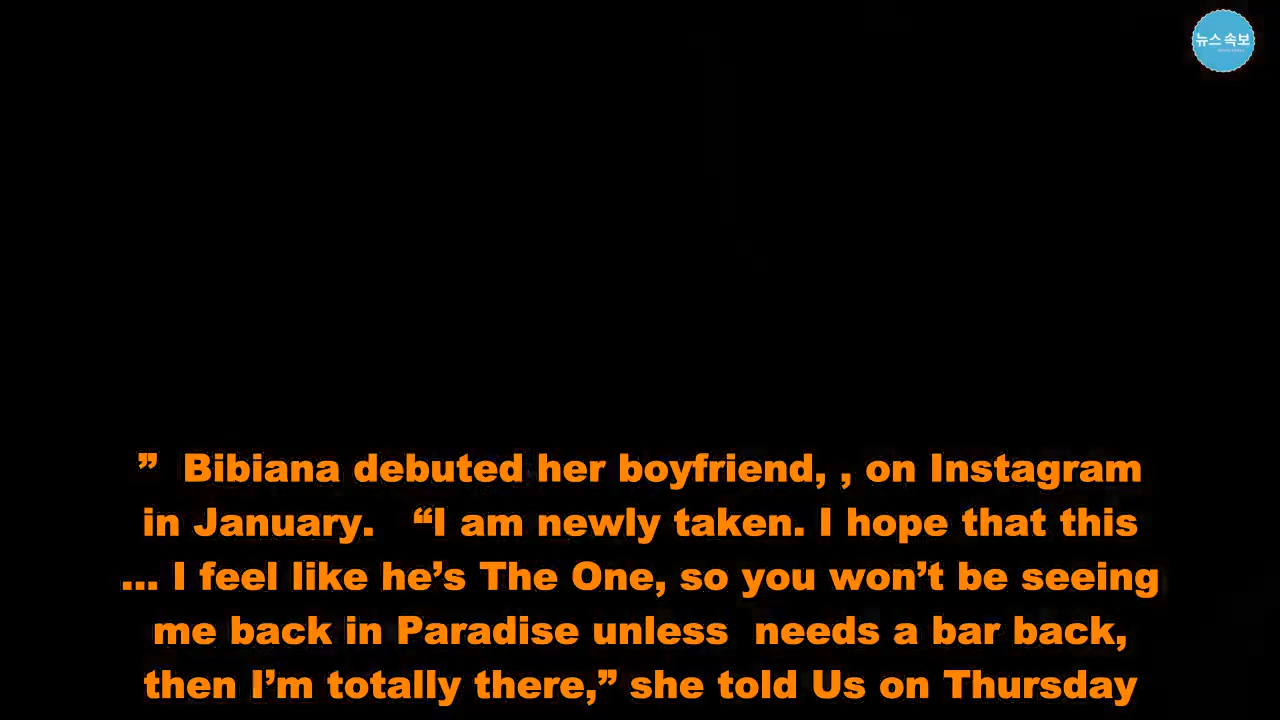 뉴스 속보
”  Bibiana debuted her boyfriend, , on Instagram
in January.   “I am newly taken. I hope that this
... I feel like he’s The One, so you won’t be seeing
me back in Paradise unless  needs a bar back,
then I’m totally there,” she told Us on Thursday